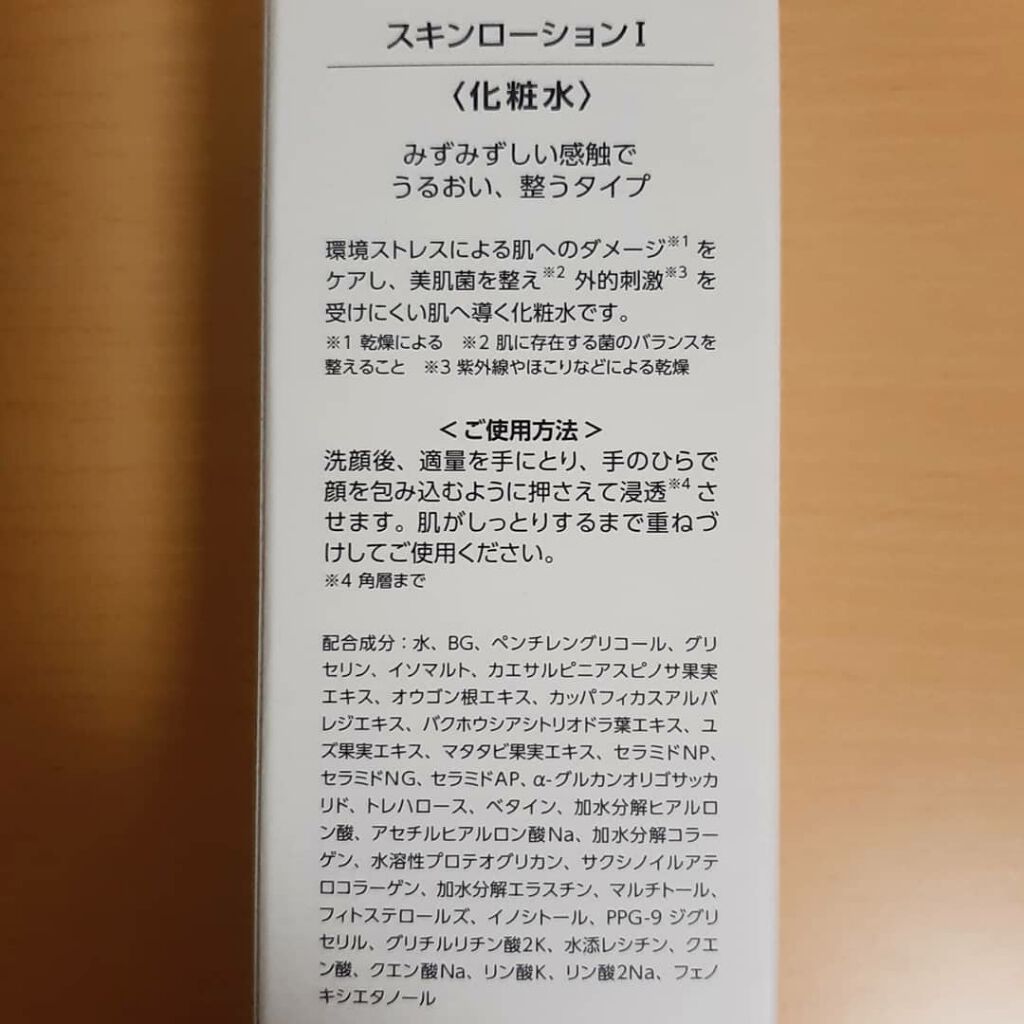 スキンローションI
〈化粧水〉
みずみずしい感触で
うるおい、整うタイプ
環境ストレスによる肌へのダメージ※1を
ケアし、美肌菌を整え※2 外的刺激※3を
受けにくい肌へ導く化粧水です。
※1 乾燥による ※2 肌に存在する菌のバランスを
整えること ※3 紫外線やほこりなどによる乾燥
＜ご使用方法＞
洗顔後、適量を手にとり、手のひらで
顔を包み込むように押さえて浸透※4さ
せます。肌がしっとりするまで重ねづ
けしてご使用ください。
※4 角層まで
配合成分：水、BG、ペンチレングリコール、グリ
セリン、イソマルト、カエサルピニアスピノサ果実
エキス、オウゴン根エキス、カッパフィカスアルバ
レジエキス、バクホウシアシトリオドラ葉エキス、ユ
ズ果実エキス、マタタビ果実エキス、セラミドNP、
セラミドNG、セラミドAP、α-グルカンオリゴサッカ
リド、トレハロース、ベタイン、加水分解ヒアルロ
ン酸、アセチルヒアルロン酸Na、加水分解コラー
ゲン、水溶性プロテオグリカン、サクシノイルアテ
ロコラーゲン、加水分解エラスチン、マルチトール、
フィトステロールズ、イノシトール、PPG-9 ジグリ
セリル、グリチルリチン酸2K、水添レシチン、クエ
ン酸、クエン酸Na、リン酸K、リン酸2Na、フェノ
キシエタノール